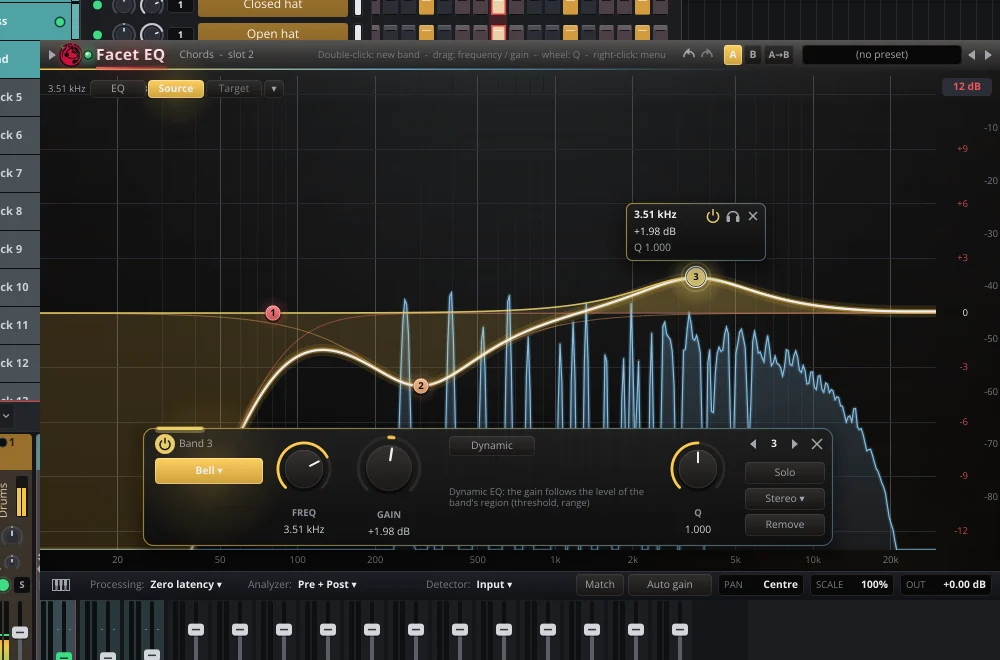 Closed hat
1
Open hat
1
Facet EQ
Chords - slot 2
Double-click: new band - drag: frequency / gain - wheel: Q - right-click: menu
A
B
A→B
(no preset)
3.51 kHz
EQ
Source
Target
12 dB
ck 5
ck 6
ck 7
ck 8
ck 9
ck 10
ck 11
ck 12
-10
+9
-20
+6
-30
+3
-40
0
-50
-3
-60
-6
-70
-9
-80
-12
3.51 kHz
+1.98 dB
Q 1.000
1
2
3
Band 3
Bell
Dynamic
Dynamic EQ: the gain follows the level of the
band's region (threshold, range)
FREQ
3.51 kHz
GAIN
+1.98 dB
Q
1.000
3
Solo
Stereo
Remove
20
50
100
200
500
1k
2k
5k
10k
20k
Processing: Zero latency
Analyzer: Pre + Post
Detector: Input
Match
Auto gain
PAN Centre
SCALE 100%
OUT +0.00 dB
1
Drums
S